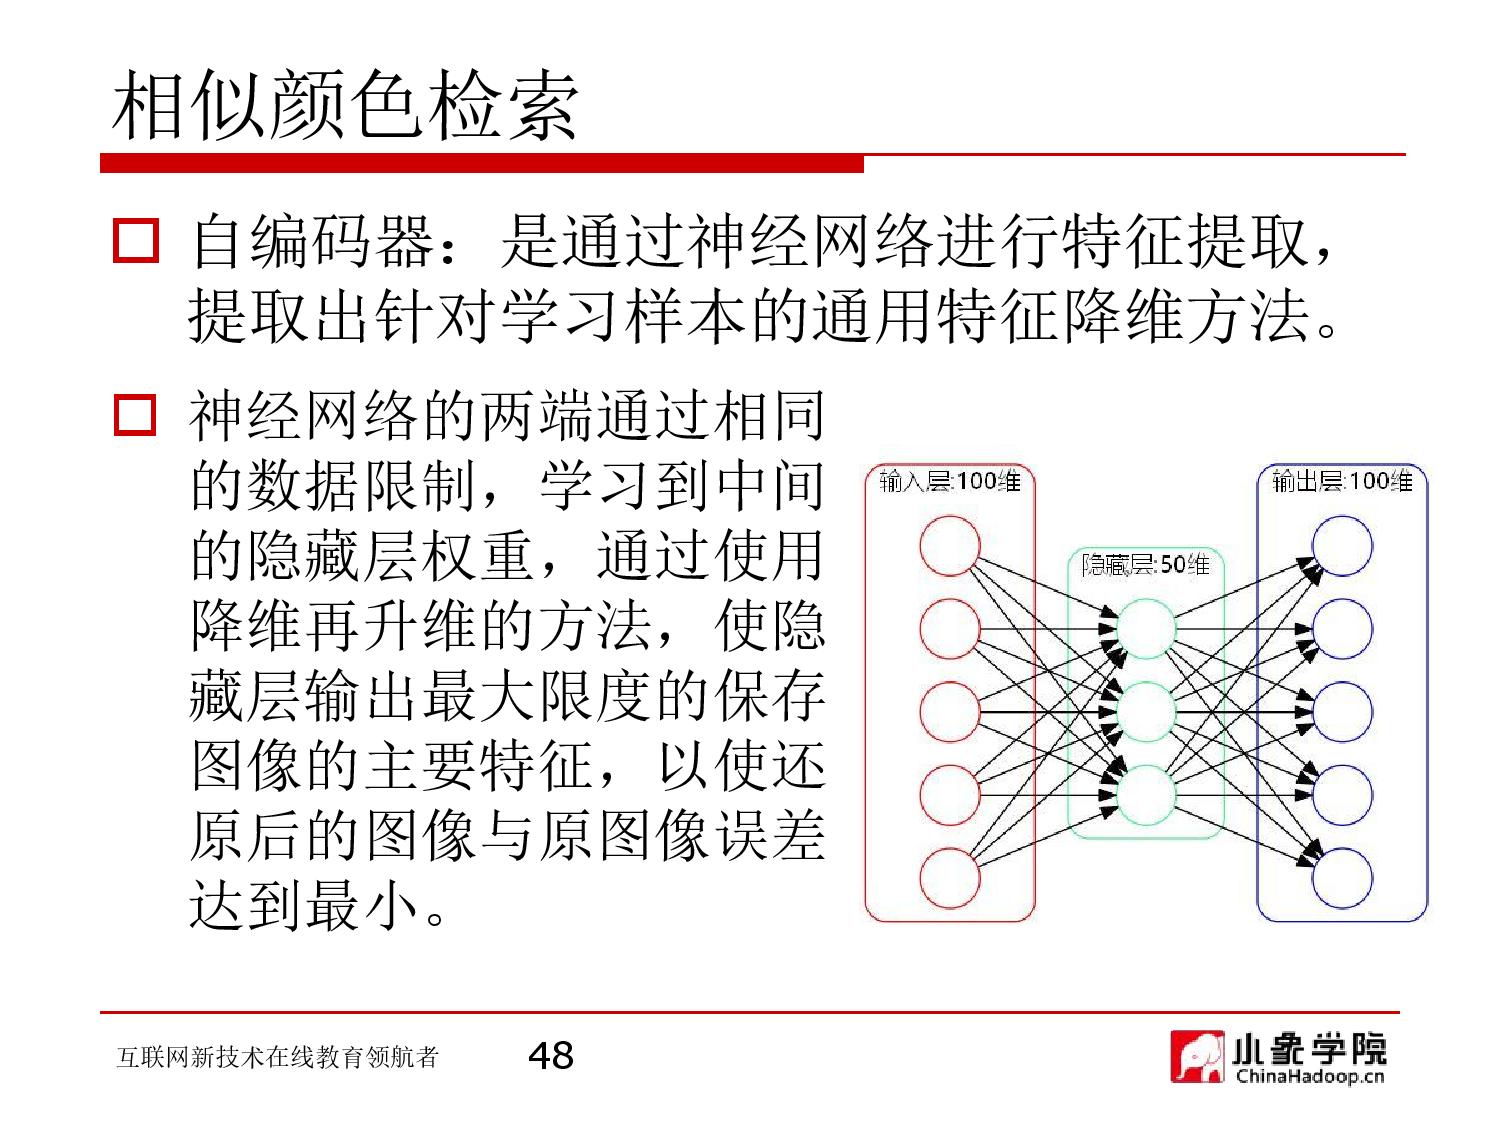 相似颜色检索
自编码器：是通过神经网络进行特征提取，
提取出针对学习样本的通用特征降维方法。
神经网络的两端通过相同
的数据限制，学习到中间
的隐藏层权重，通过使用
降维再升维的方法，使隐
藏层输出最大限度的保存
图像的主要特征，以使还
原后的图像与原图像误差
达到最小。
输入层:100维
隐藏层:50维
输出层:100维
互联网新技术在线教育领航者
48
小象学院
ChinaHadoop.cn